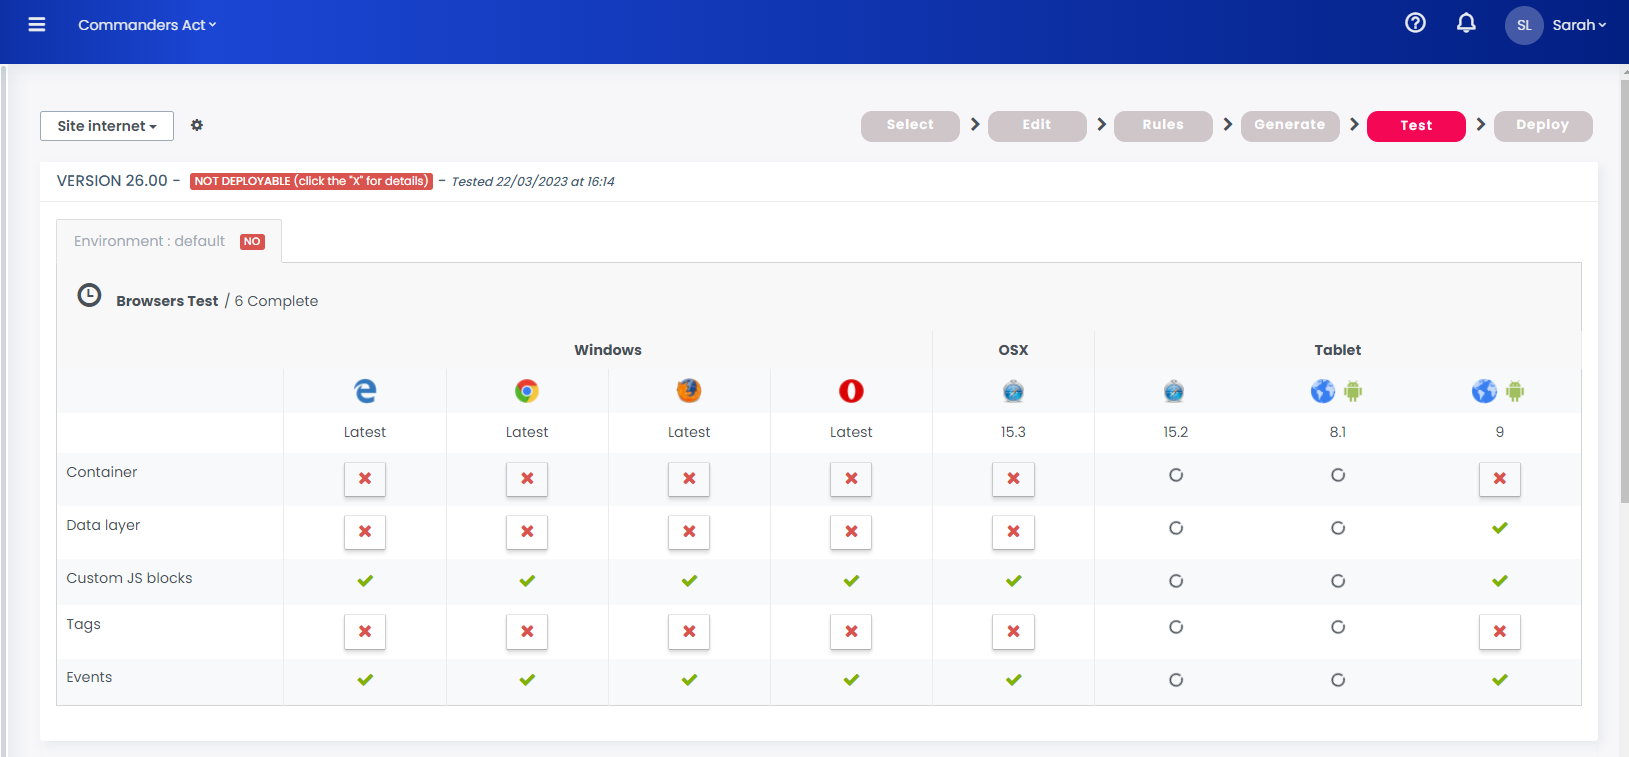 Commanders Act
SL Sarah
Site internet
Select Edit Rules Generate Test Deploy
VERSION 26.00 - NOT DEPLOYABLE (click the "X" for details) - Tested 22/03/2023 at 16:14
Environment : default NO
Browsers Test / 6 Complete
Windows OSX Tablet
Latest Latest Latest Latest 15.3 15.2 8.1 9
Container
Data layer
Custom JS blocks
Tags
Events